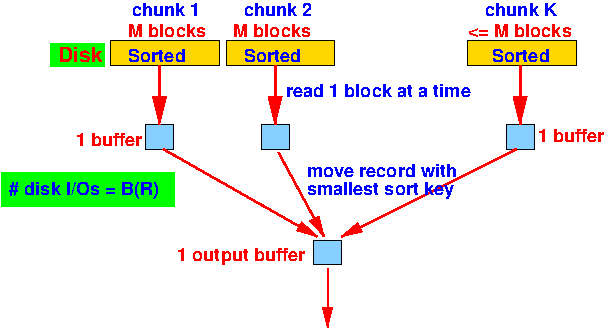 chunk 1 chunk 2 chunk K
M blocks M blocks <= M blocks
Disk Sorted Sorted Sorted
read 1 block at a time
1 buffer 1 buffer
move record with
smallest sort key
# disk I/Os = B(R)
1 output buffer